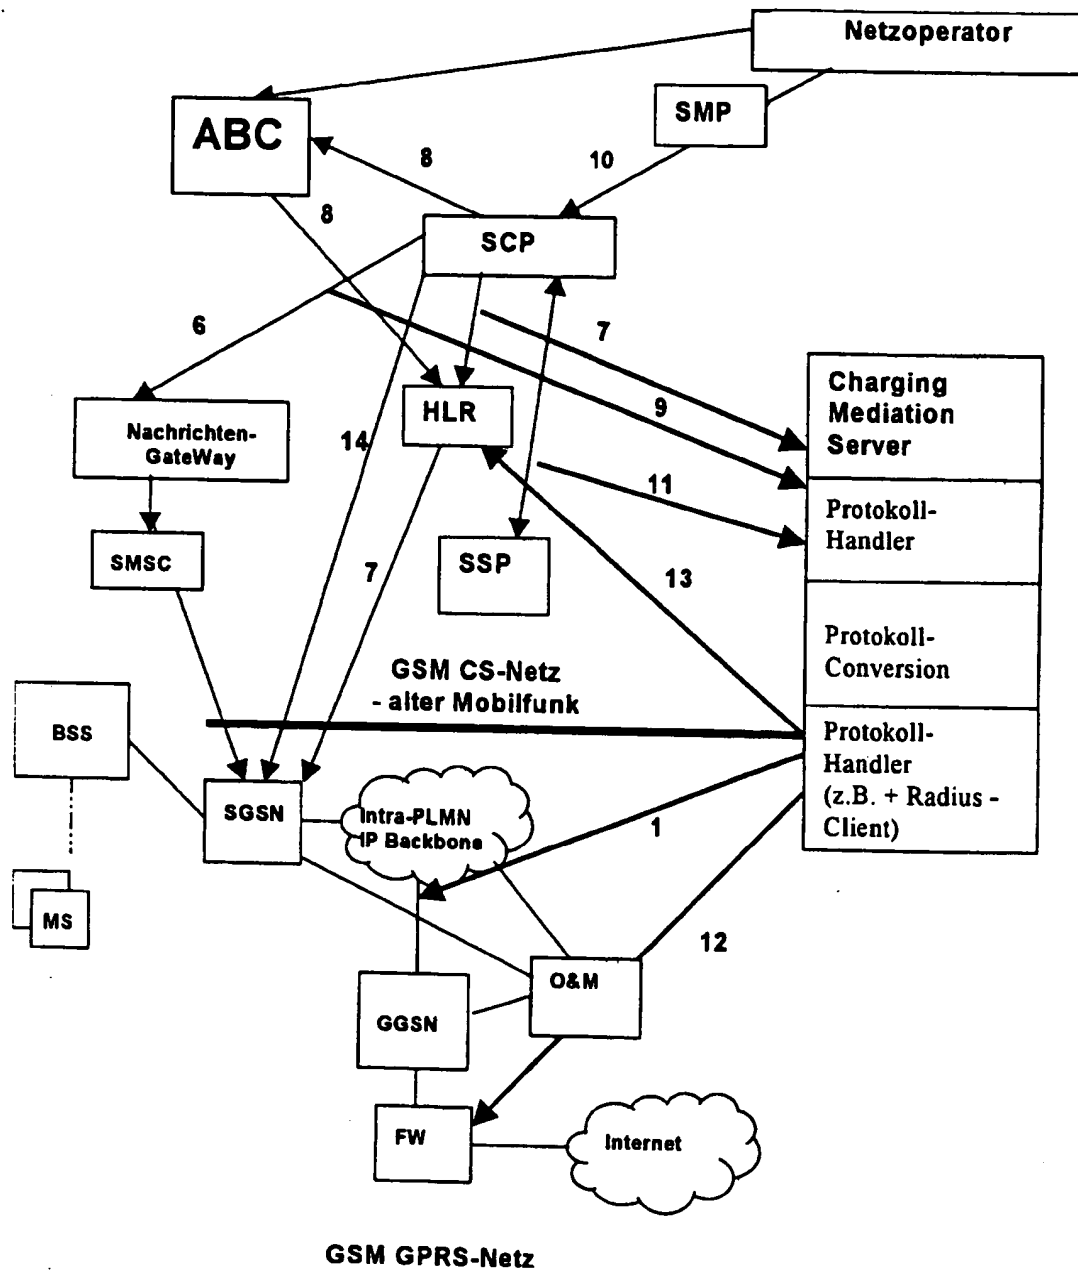 Netzoperator
ABC
SMP
8
10
8
SCP
6
7
Charging
Mediation
Server
HLR
9
Nachrichten-
GateWay
14
11
Protokoll-
Handler
SMSC
SSP
7
13
Protokoll-
Conversion
GSM CS-Netz
- alter Mobilfunk
BSS
Protokoll-
Handler
(z.B. + Radius -
Client)
SGSN
Intra-PLMN
IP Backbone
1
MS
12
O&M
GGSN
FW
Internet
GSM GPRS-Netz